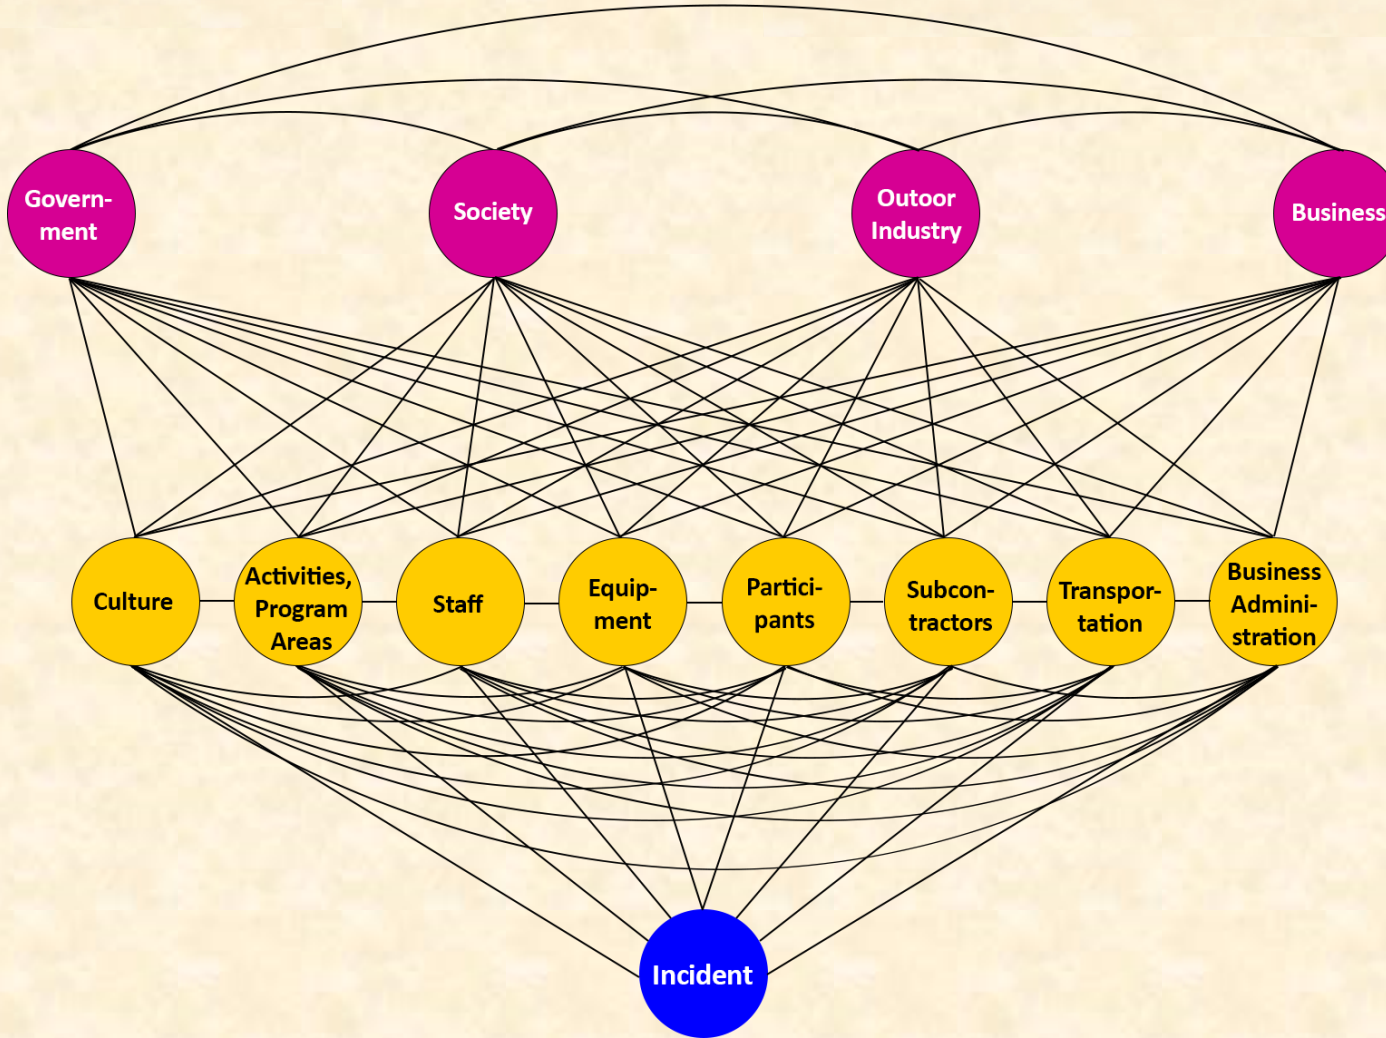 Govern-
ment
Society
Outoor
Industry
Business
Culture
Activities,
Program
Areas
Staff
Equip-
ment
Partici-
pants
Subcon-
tractors
Transpor-
tation
Business
Admini-
stration
Incident